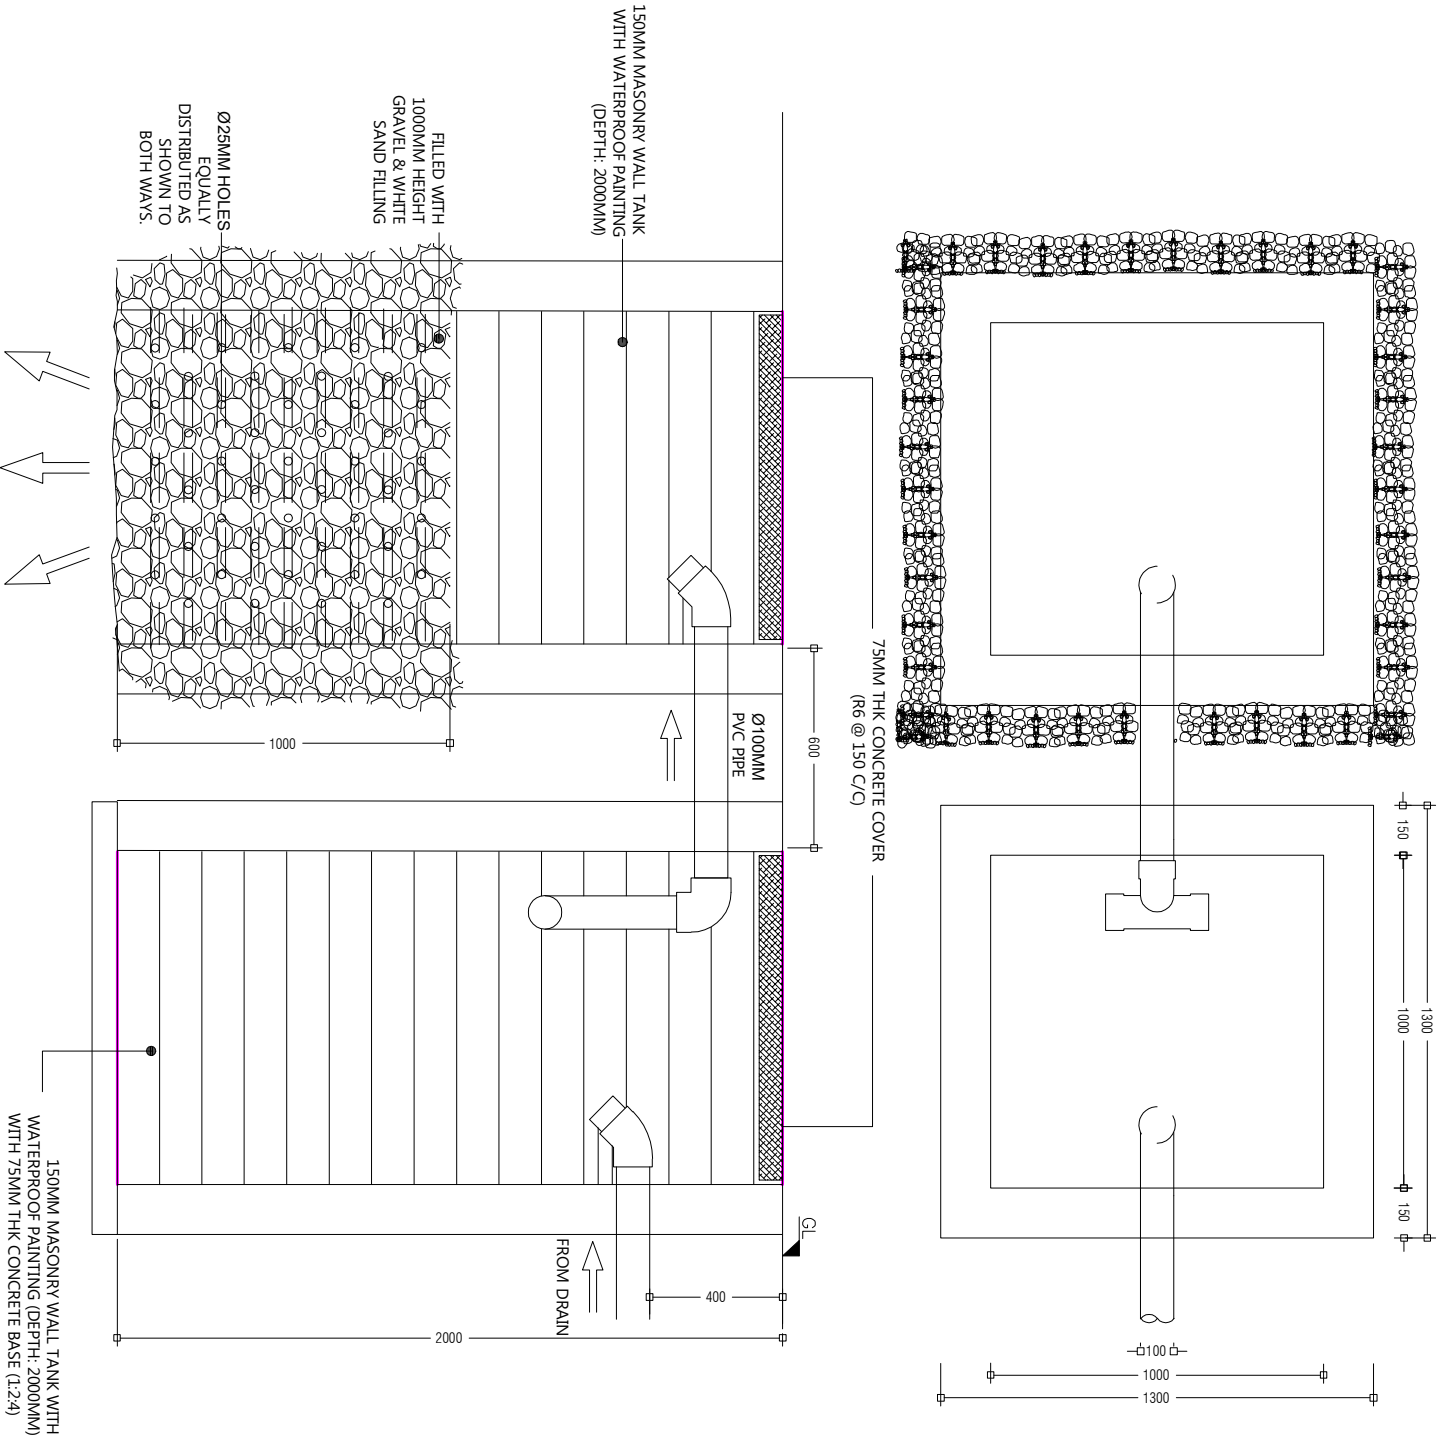 150MM MASONRY WALL TANK
WITH WATERPROOF PAINTING
(DEPTH: 2000MM)
FILLED WITH
1000MM HEIGHT
GRAVEL & WHITE
SAND FILLING
Ø25MM HOLES
EQUALLY
DISTRIBUTED AS
SHOWN TO
BOTH WAYS.
75MM THK CONCRETE COVER
(R6 @ 150 C/C)
600
Ø100MM
PVC PIPE
1000
150
1000
1300
150
GL
FROM DRAIN
400
2000
100
1000
1300
150MM MASONRY WALL TANK WITH
WATERPROOF PAINTING (DEPTH: 2000MM)
WITH 75MM THK CONCRETE BASE (1:2:4)